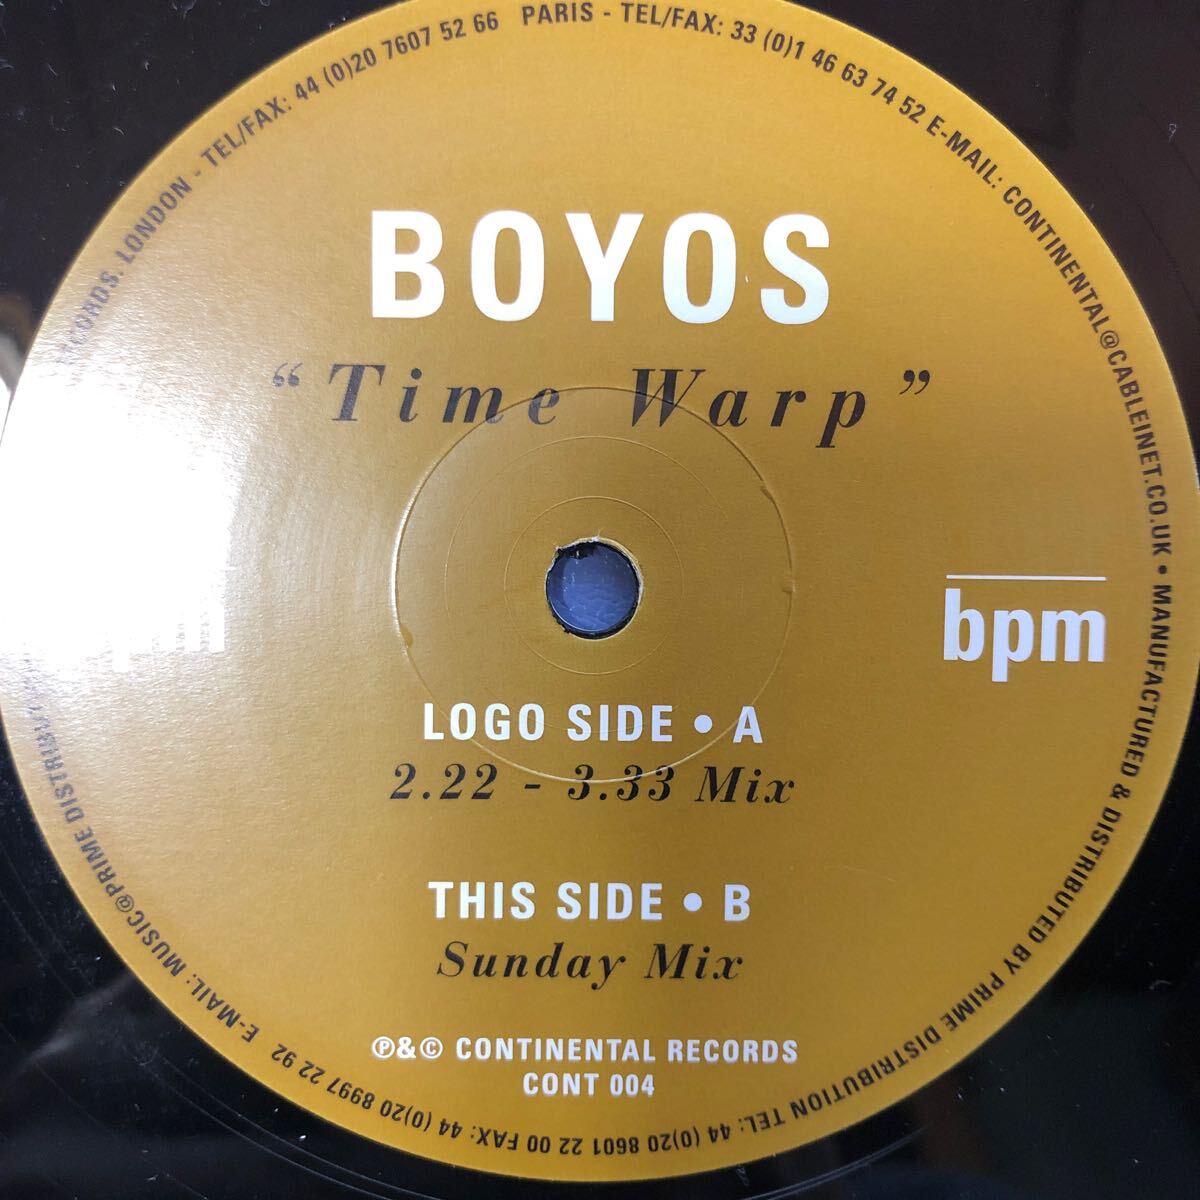 RECORDS. LONDON - TEL/FAX: 44 (0)20 7607 52 66 PARIS - TEL/FAX: 33 (0)1 46 63 74 52 E-MAIL: CONTINENTAL@CABLEINET.CO.UK • MANUFACTURED & DISTRIBUTED BY PRIME DISTRIBUTION TEL: 44 (0)20 8601 22 00 FAX: 44 (0)20 8997 22 92 E-MAIL: MUSIC@PRIME
BOYOS
"Time Warp"
bpm
LOGO SIDE • A
2.22 - 3.33 Mix
THIS SIDE • B
Sunday Mix
℗&© CONTINENTAL RECORDS
CONT 004